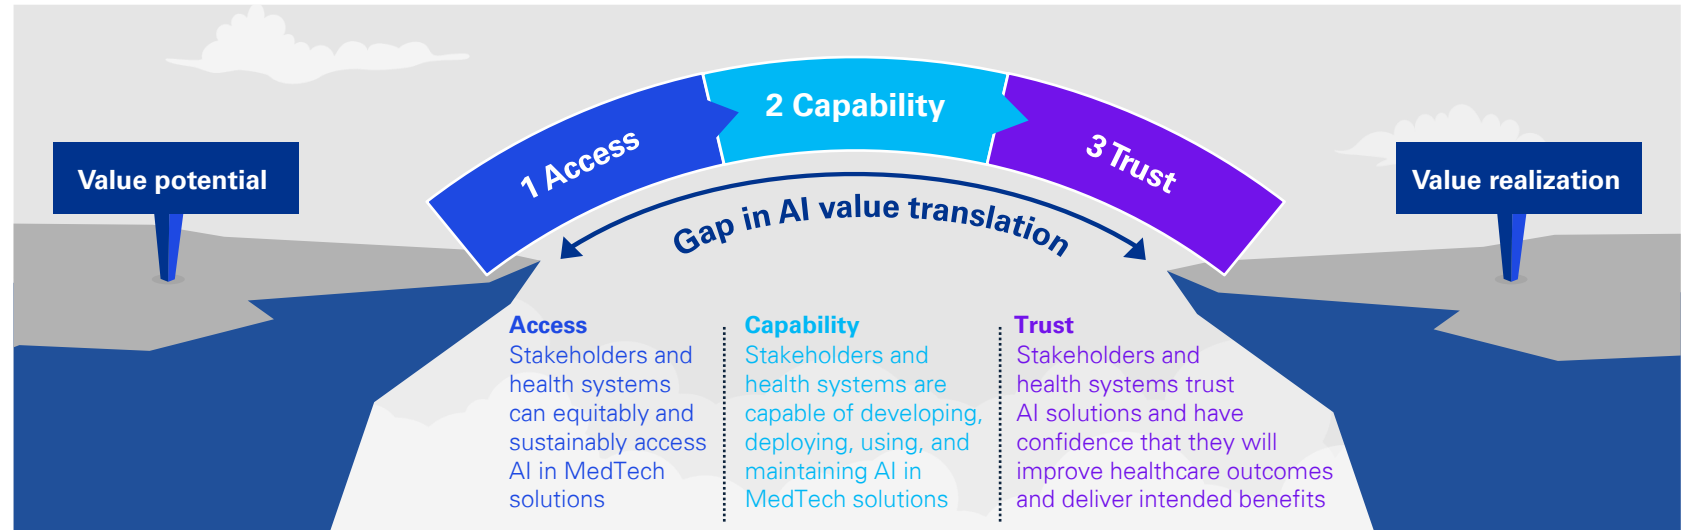 2 Capability
1 Access
3 Trust
Value potential
Value realization
Gap in AI value translation
Access
Stakeholders and
health systems
can equitably and
sustainably access
AI in MedTech
solutions
Capability
Stakeholders and
health systems are
capable of developing,
deploying, using, and
maintaining AI in
MedTech solutions
Trust
Stakeholders and
health systems trust
AI solutions and have
confidence that they will
improve healthcare outcomes
and deliver intended benefits